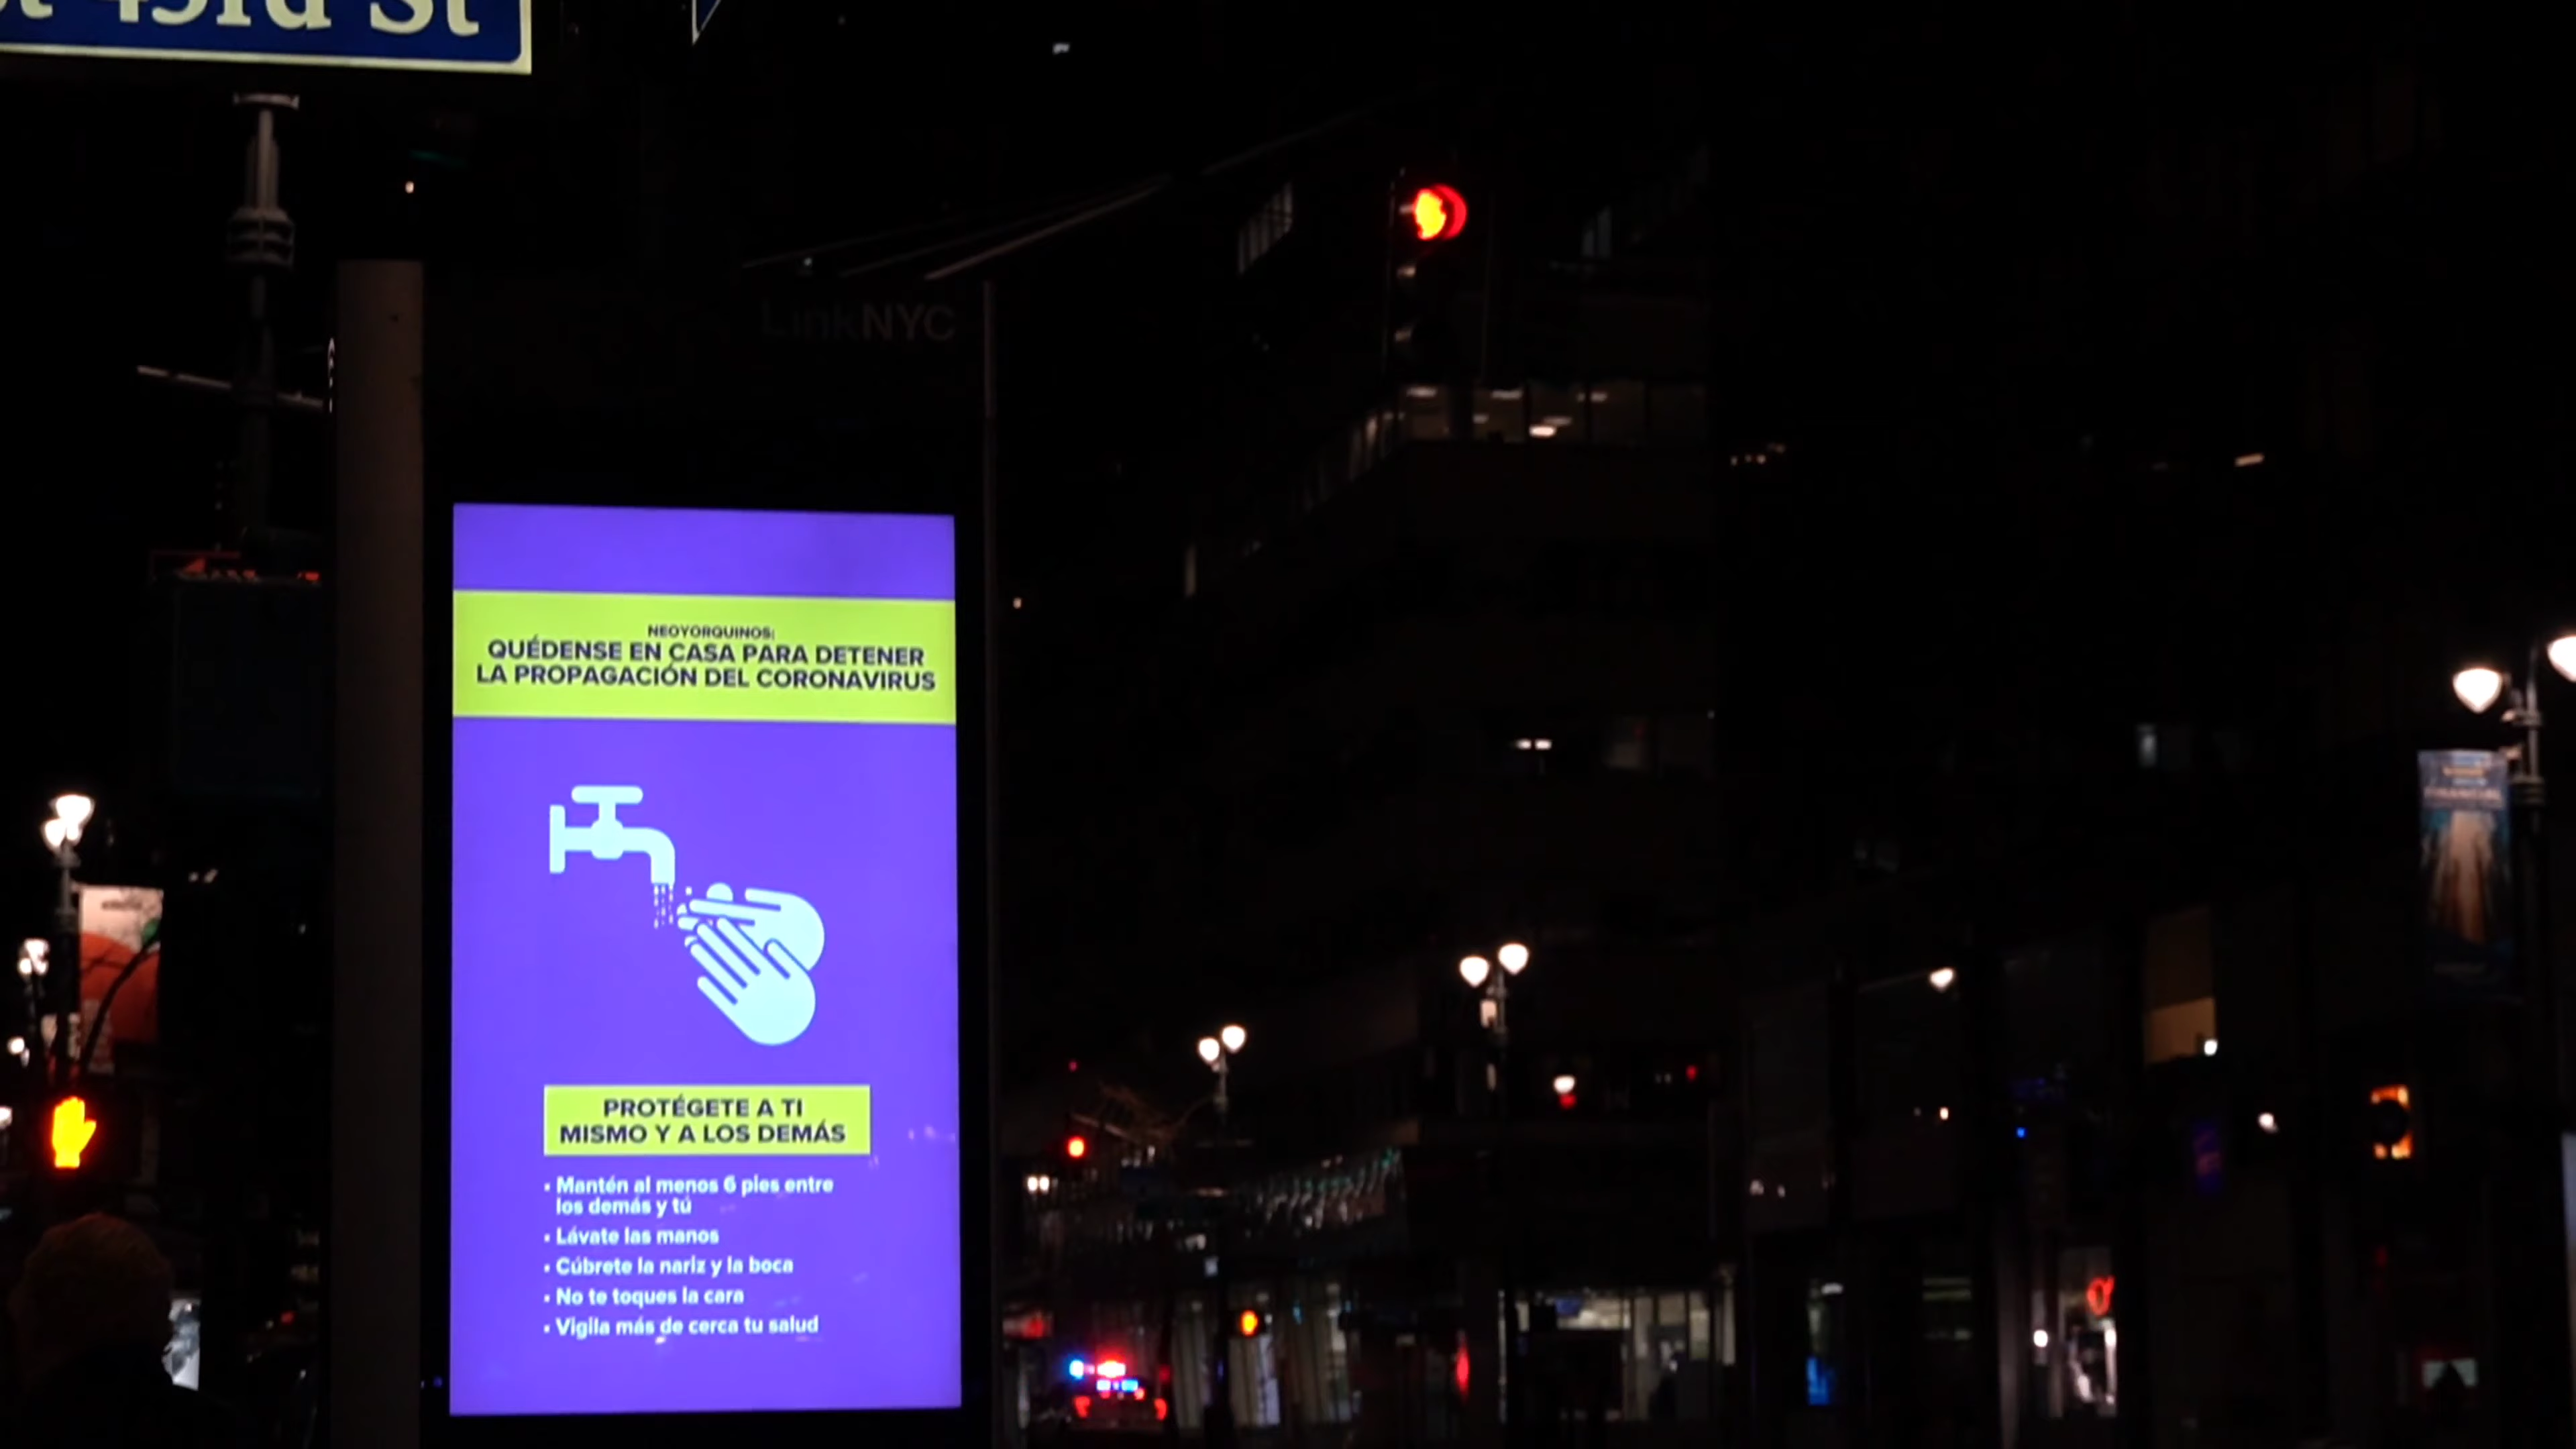 43rd St
LinkNYC
NEOYORQUINOS:
QUÉDENSE EN CASA PARA DETENER
LA PROPAGACIÓN DEL CORONAVIRUS
PROTÉGETE A TI
MISMO Y A LOS DEMÁS
• Mantén al menos 6 pies entre
los demás y tú
• Lávate las manos
• Cúbrete la nariz y la boca
• No te toques la cara
• Vigila más de cerca tu salud